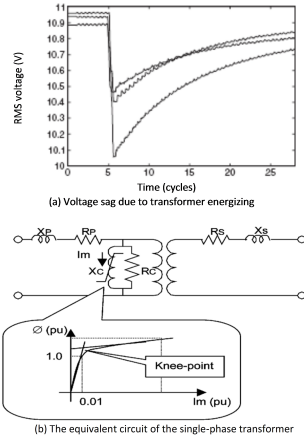 11
10.9
10.8
10.7
10.6
10.5
10.4
10.3
10.2
10.1
10
RMS voltage (V)
0 5 10 15 20 25
Time (cycles)
(a) Voltage sag due to transformer energizing
XP RP RS XS
Im
XC RC
Ø (pu)
1.0
Knee-point
0.01 Im (pu)
(b) The equivalent circuit of the single-phase transformer